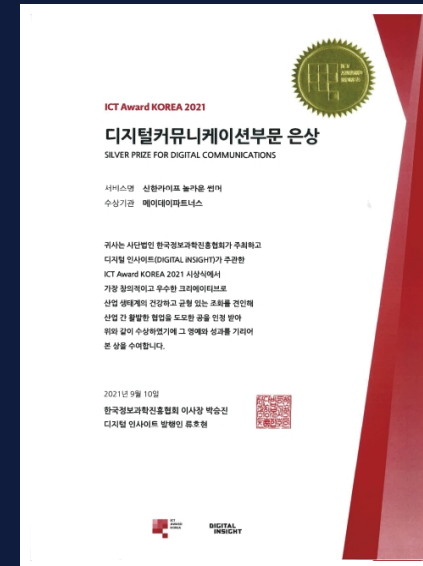 ICT AWARD KOREA
ICT Award KOREA 2021
디지털커뮤니케이션부문 은상
SILVER PRIZE FOR DIGITAL COMMUNICATIONS
서비스명 신한라이프 놀라운 썸머
수상기관 메이데이파트너스
귀사는 사단법인 한국정보과학진흥협회가 주최하고
디지털 인사이트(DIGITAL iNSIGHT)가 주관한
ICT Award KOREA 2021 시상식에서
가장 창의적이고 우수한 크리에이티브로
산업 생태계의 건강하고 균형 있는 조화를 견인해
산업 간 활발한 협업을 도모한 공을 인정 받아
위와 같이 수상하였기에 그 영예와 성과를 기리어
본 상을 수여합니다.
2021년 9월 10일
한국정보과학진흥협회 이사장 박승진
디지털 인사이트 발행인 류호현
ICT AWARD KOREA
DIGITAL iNSIGHT